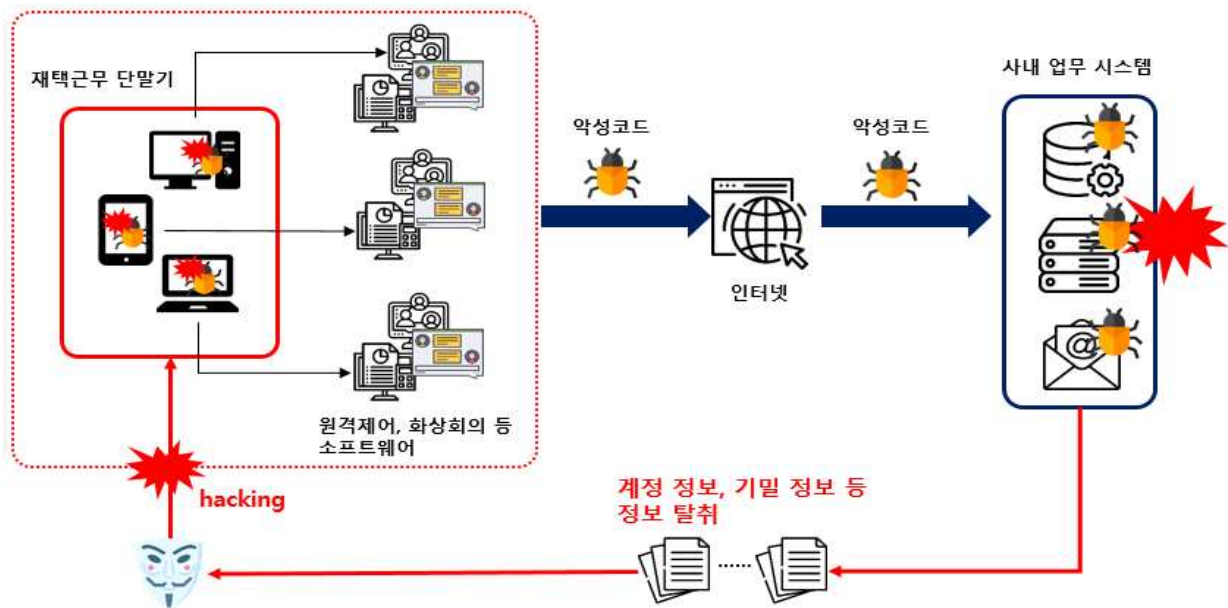 재택근무 단말기
원격제어, 화상회의 등
소프트웨어
악성코드
인터넷
악성코드
사내 업무 시스템
@
hacking
계정 정보, 기밀 정보 등
정보 탈취
......